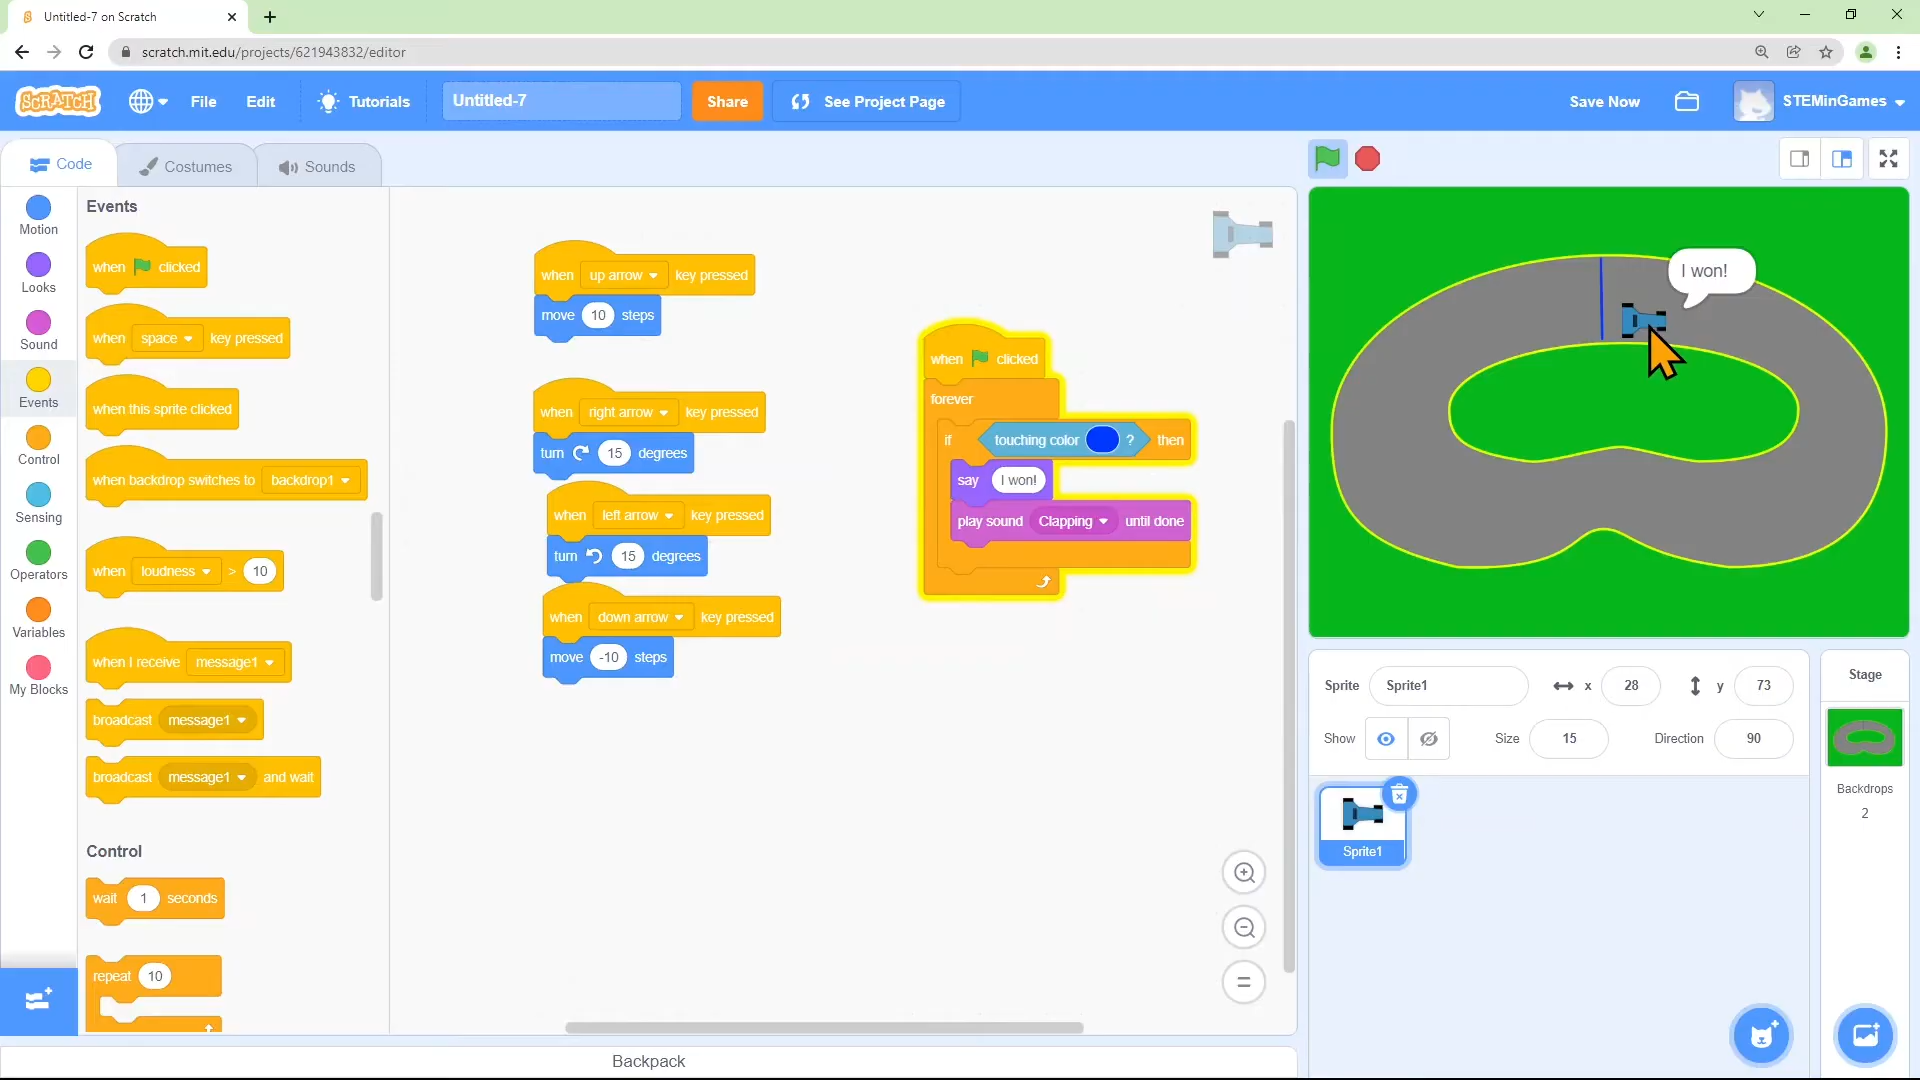 Untitled-7 on Scratch
scratch.mit.edu/projects/621943832/editor
SCRATCH
File
Edit
Tutorials
Untitled-7
Share
See Project Page
Save Now
STEMinGames
Code
Costumes
Sounds
Motion
Looks
Sound
Events
Control
Sensing
Operators
Variables
My Blocks
Events
when clicked
when space key pressed
when this sprite clicked
when backdrop switches to backdrop1
when loudness > 10
when I receive message1
broadcast message1
broadcast message1 and wait
Control
wait 1 seconds
repeat 10
when up arrow key pressed
move 10 steps
when right arrow key pressed
turn 15 degrees
when left arrow key pressed
turn 15 degrees
when down arrow key pressed
move -10 steps
when clicked
forever
if touching color ? then
say I won!
play sound Clapping until done
I won!
Sprite Sprite1 x 28 y 73
Show Size 15 Direction 90
Sprite1
Stage
Backdrops
2
Backpack